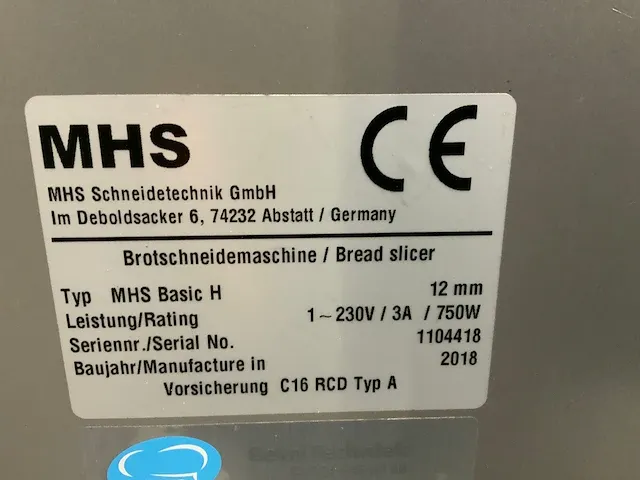 MHS
CE
MHS Schneidetechnik GmbH
Im Deboldsacker 6, 74232 Abstatt / Germany
Brotschneidemaschine / Bread slicer
Typ MHS Basic H 12 mm
Leistung/Rating 1~230V / 3A / 750W
Seriennr./Serial No. 1104418
Baujahr/Manufacture in 2018
Vorsicherung C16 RCD Typ A